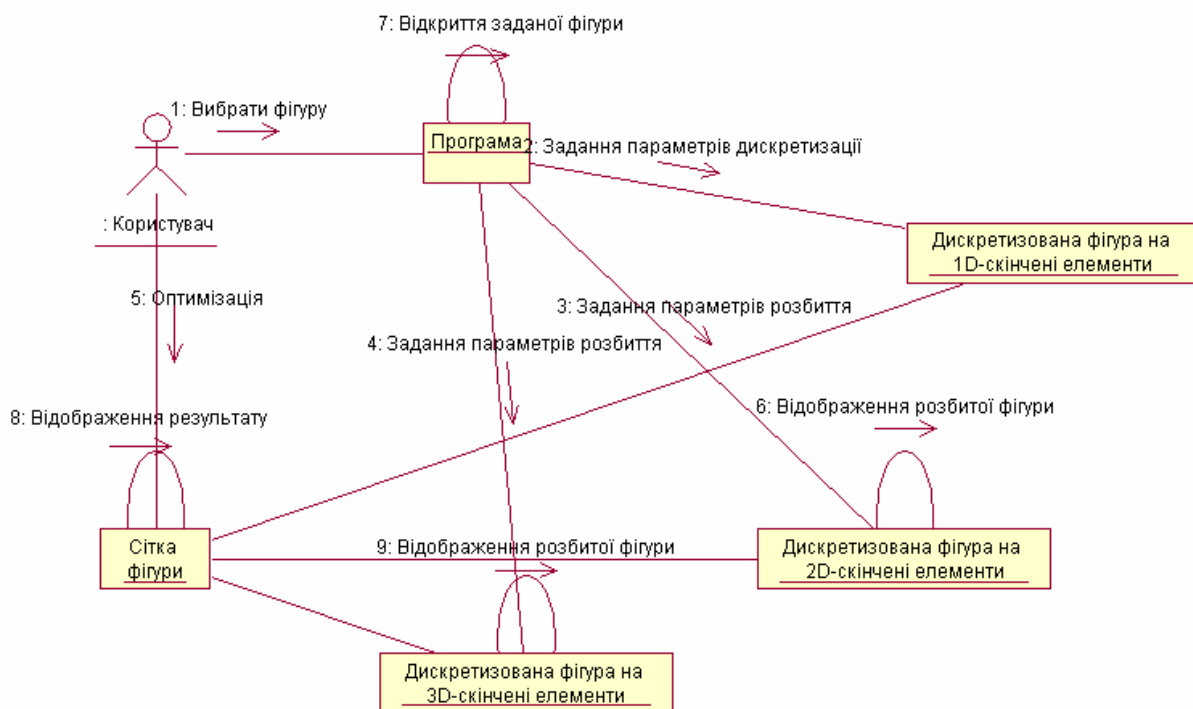 7: Відкриття заданої фігури
1: Вибрати фігуру
Програма
2: Задання параметрів дискретизації
: Користувач
Дискретизована фігура на
1D-скінчені елементи
5: Оптимізація
3: Задання параметрів розбиття
4: Задання параметрів розбиття
8: Відображення результату
6: Відображення розбитої фігури
Сітка
фігури
9: Відображення розбитої фігури
Дискретизована фігура на
2D-скінчені елементи
Дискретизована фігура на
3D-скінчені елементи